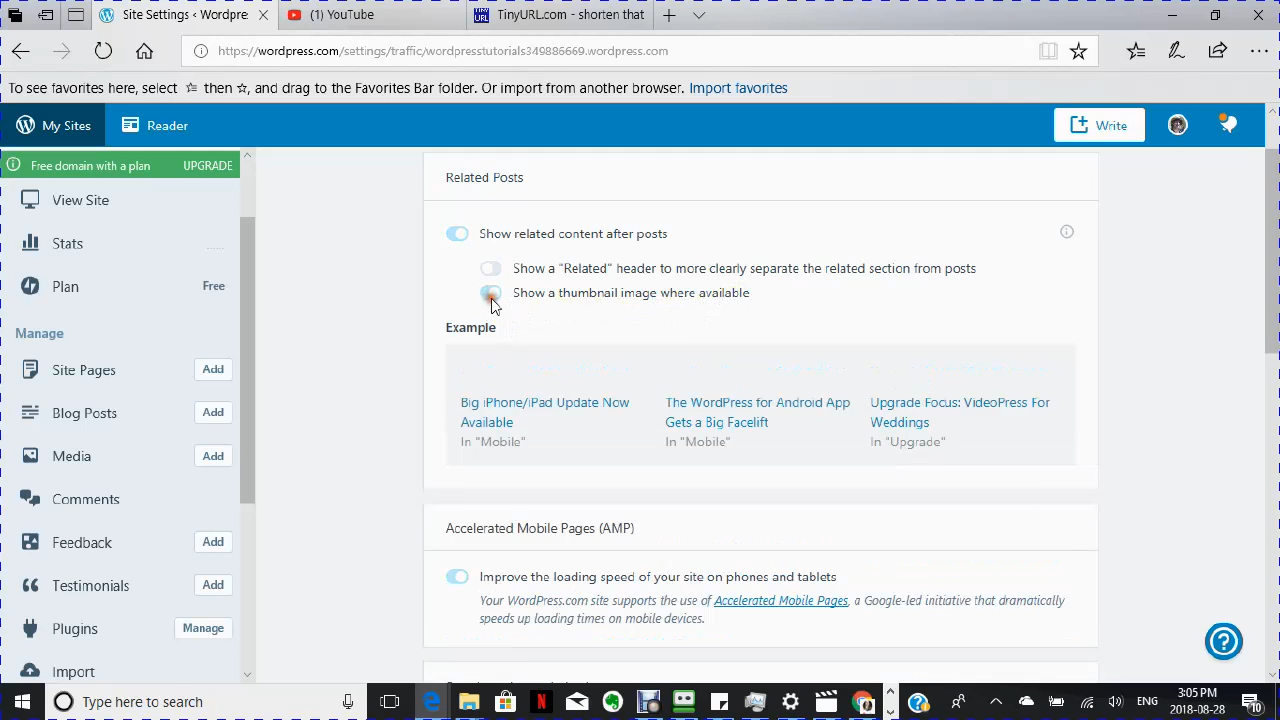 Site Settings ‹ Wordpre
(1) YouTube
TinyURL.com - shorten that
https://wordpress.com/settings/traffic/wordpresstutorials349886669.wordpress.com
To see favorites here, select then , and drag to the Favorites Bar folder. Or import from another browser. Import favorites
My Sites
Reader
Write
Free domain with a plan UPGRADE
View Site
Stats
Plan Free
Manage
Site Pages Add
Blog Posts Add
Media Add
Comments
Feedback Add
Testimonials Add
Plugins Manage
Import
Related Posts
Show related content after posts
Show a "Related" header to more clearly separate the related section from posts
Show a thumbnail image where available
Example
Big iPhone/iPad Update Now
Available
In "Mobile"
The WordPress for Android App
Gets a Big Facelift
In "Mobile"
Upgrade Focus: VideoPress For
Weddings
In "Upgrade"
Accelerated Mobile Pages (AMP)
Improve the loading speed of your site on phones and tablets
Your WordPress.com site supports the use of Accelerated Mobile Pages, a Google-led initiative that dramatically
speeds up loading times on mobile devices.
Type here to search
ENG
3:05 PM
2018-08-28
10